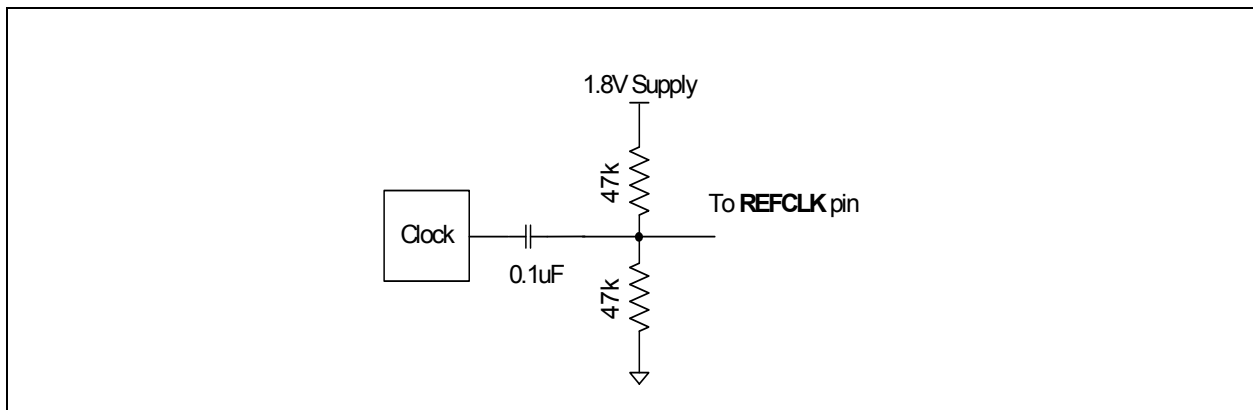 1.8V Supply
47k
To REFCLK pin
Clock
0.1uF
47k